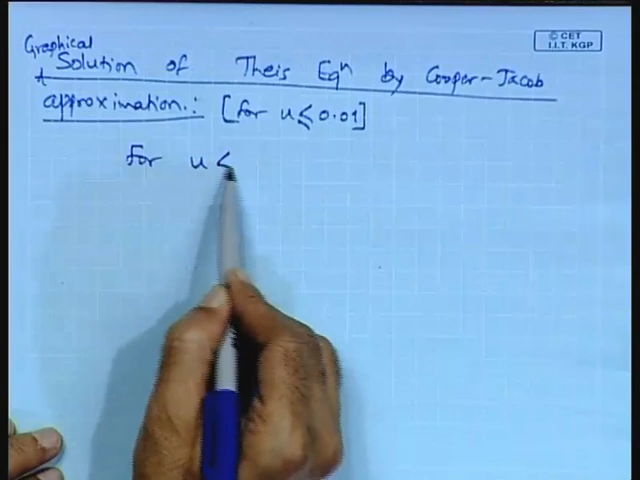 © CET
I.I.T. KGP
Graphical
Solution of Theis Eqⁿ by Cooper-Jacob
approximation.: [for u ≤ 0.01]
For u <